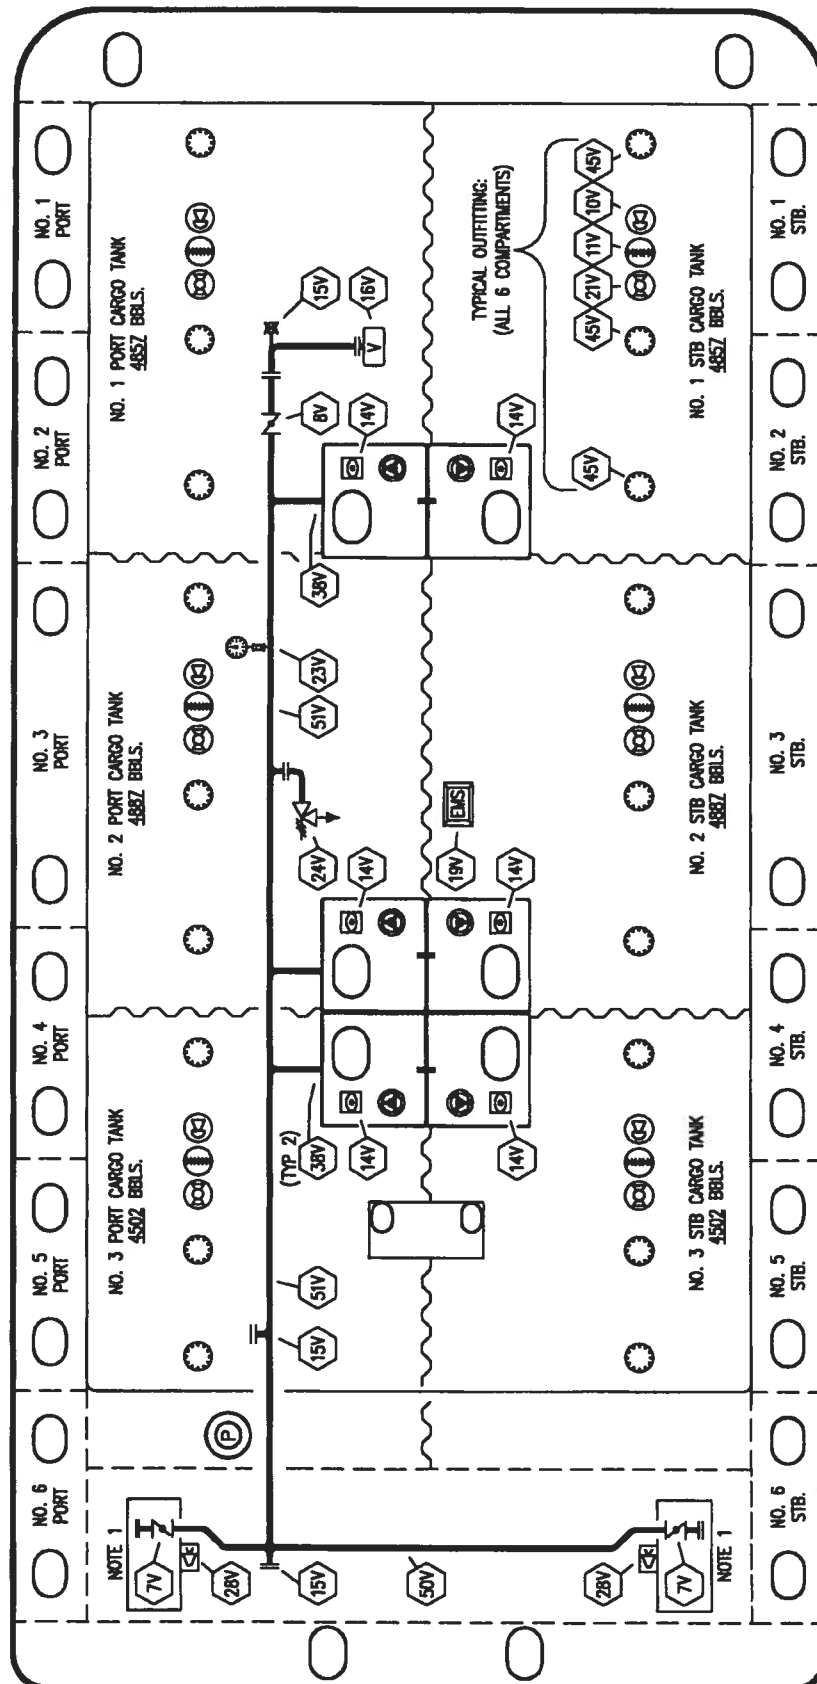 NO. 1
PORT
NO. 2
PORT
NO. 3
PORT
NO. 4
PORT
NO. 5
PORT
NO. 6
PORT
NO. 1 PORT CARGO TANK
4857 BBLS.
NO. 2 PORT CARGO TANK
4887 BBLS.
NO. 3 PORT CARGO TANK
4502 BBLS.
15V
16V
8V
14V
14V
38V
23V
51V
24V
14V
19V
EMS
14V
V
TYPICAL OUTFITTING:
(ALL 6 COMPARTMENTS)
45V
10V
11V
21V
45V
45V
(TYP 2)
38V
14V
14V
51V
15V
P
NOTE 1
7V
28V
15V
50V
28V
7V
NOTE 1
NO. 1 STB CARGO TANK
4857 BBLS.
NO. 2 STB CARGO TANK
4887 BBLS.
NO. 3 STB CARGO TANK
4502 BBLS.
NO. 1
STB.
NO. 2
STB.
NO. 3
STB.
NO. 4
STB.
NO. 5
STB.
NO. 6
STB.